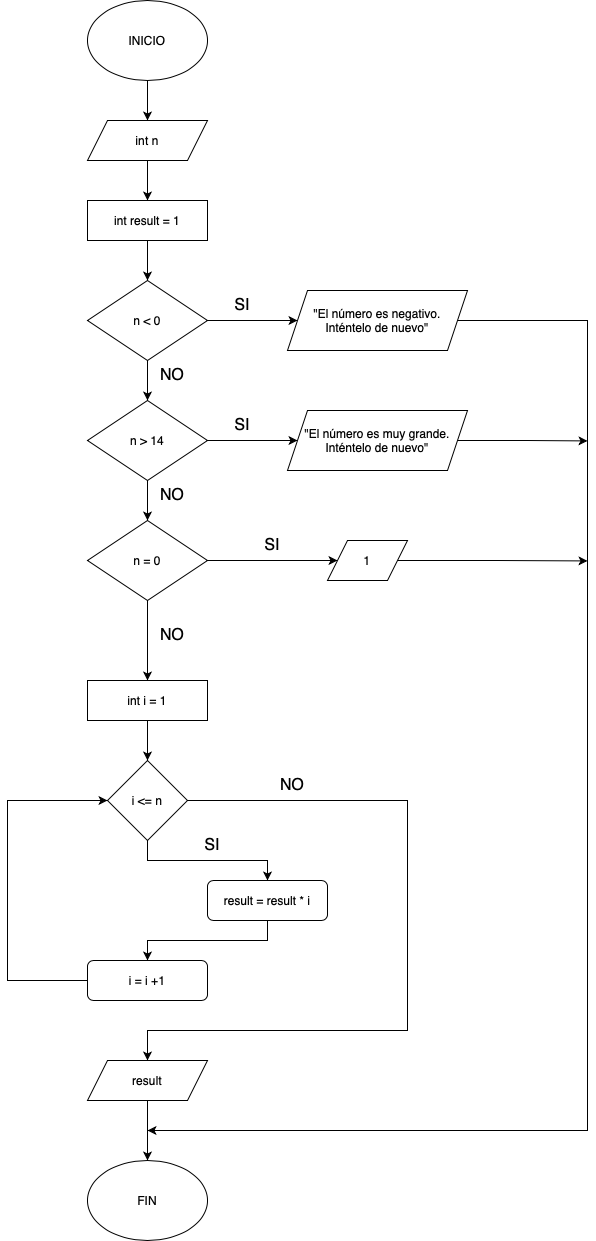 INICIO
int n
int result = 1
n < 0
SI
"El número es negativo.
Inténtelo de nuevo"
NO
n > 14
SI
"El número es muy grande.
Inténtelo de nuevo"
NO
n = 0
SI
1
NO
int i = 1
i <= n
NO
SI
result = result * i
i = i +1
result
FIN